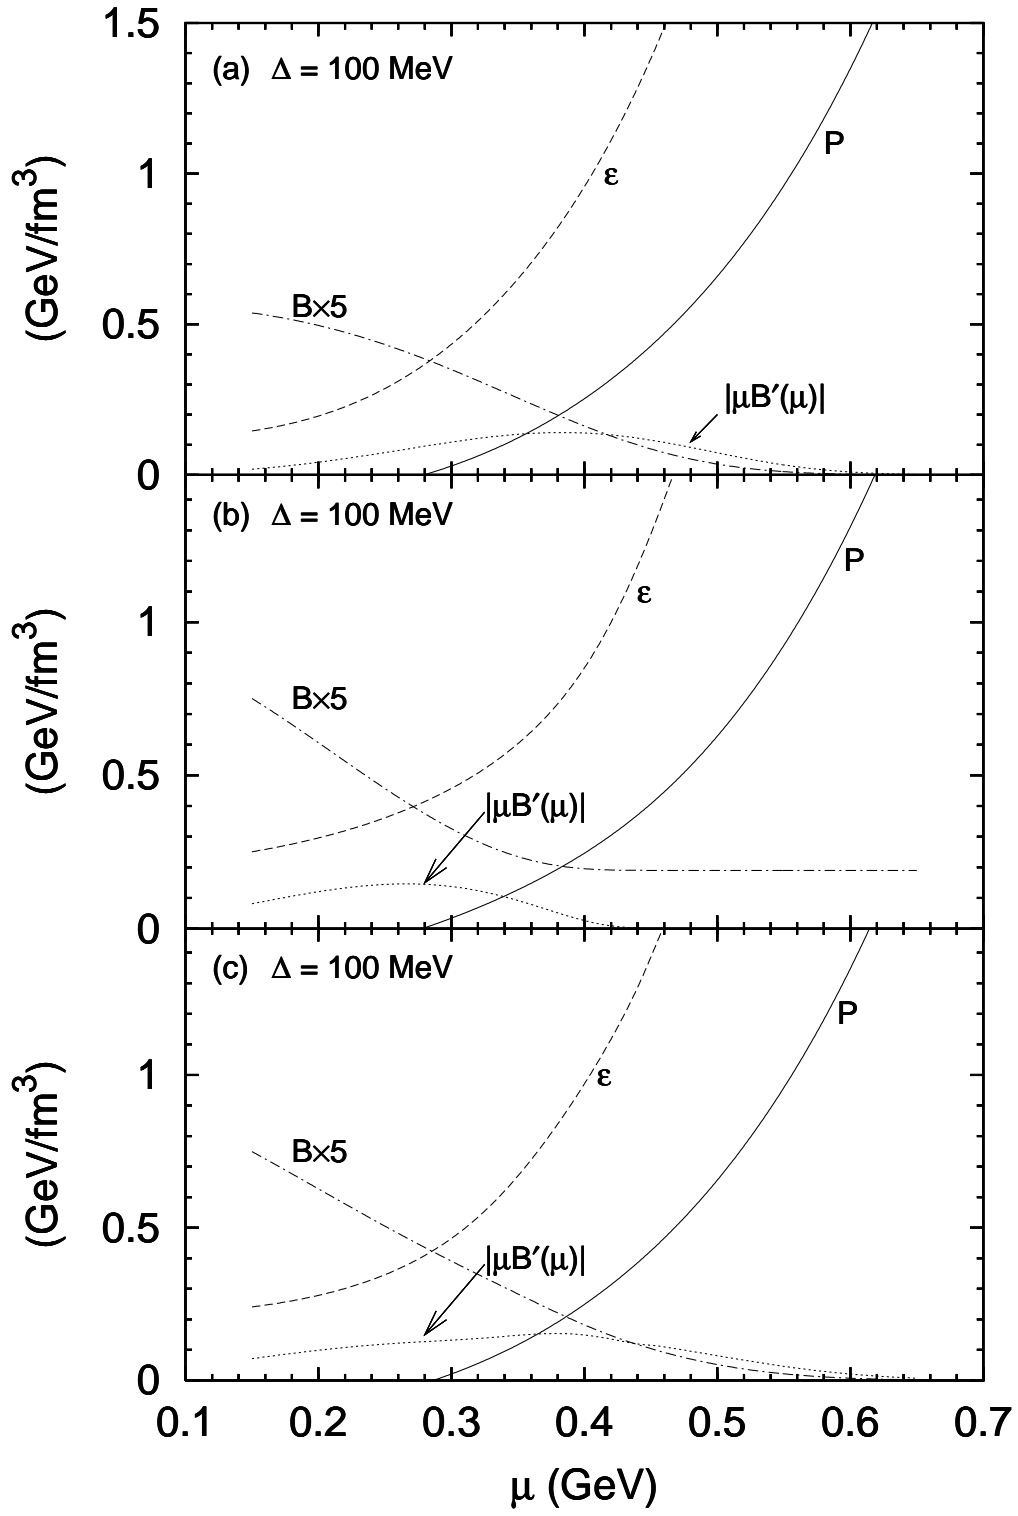 1.5
(a) Δ = 100 MeV
P
1
ε
(GeV/fm³)
B×5
0.5
|μB′(μ)|
0
(b) Δ = 100 MeV
P
ε
1
(GeV/fm³)
B×5
0.5
|μB′(μ)|
0
(c) Δ = 100 MeV
P
1
ε
(GeV/fm³)
B×5
0.5
|μB′(μ)|
0
0.1 0.2 0.3 0.4 0.5 0.6 0.7
μ (GeV)